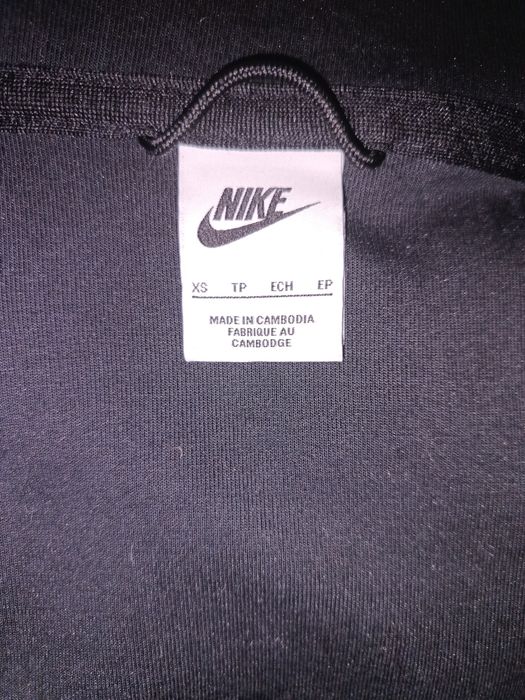 NIKE
XS TP ECH EP
MADE IN CAMBODIA
FABRIQUE AU
CAMBODGE